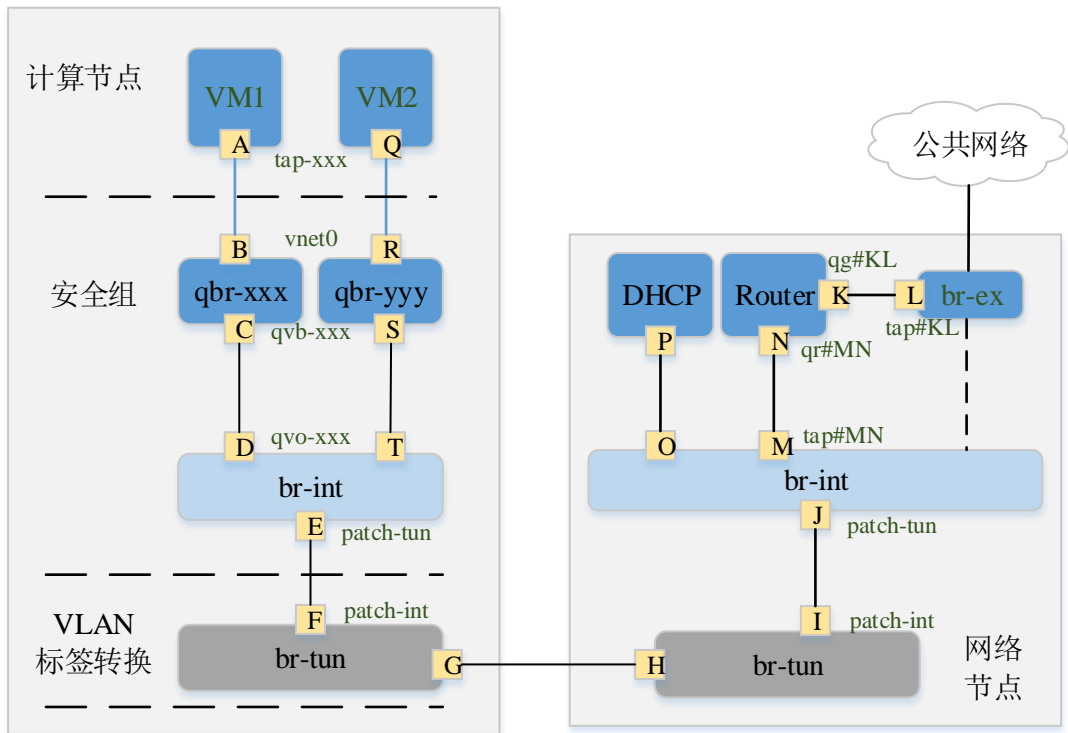 计算节点
VM1
VM2
A
Q
tap-xxx
公共网络
B
vnet0
R
安全组
qbr-xxx
qbr-yyy
C
qvb-xxx
S
DHCP
Router
qg#KL
K
L
br-ex
tap#KL
P
N
qr#MN
D
qvo-xxx
T
O
M
tap#MN
br-int
br-int
E
patch-tun
J
patch-tun
VLAN
标签转换
F
patch-int
I
patch-int
br-tun
G
H
br-tun
网络
节点